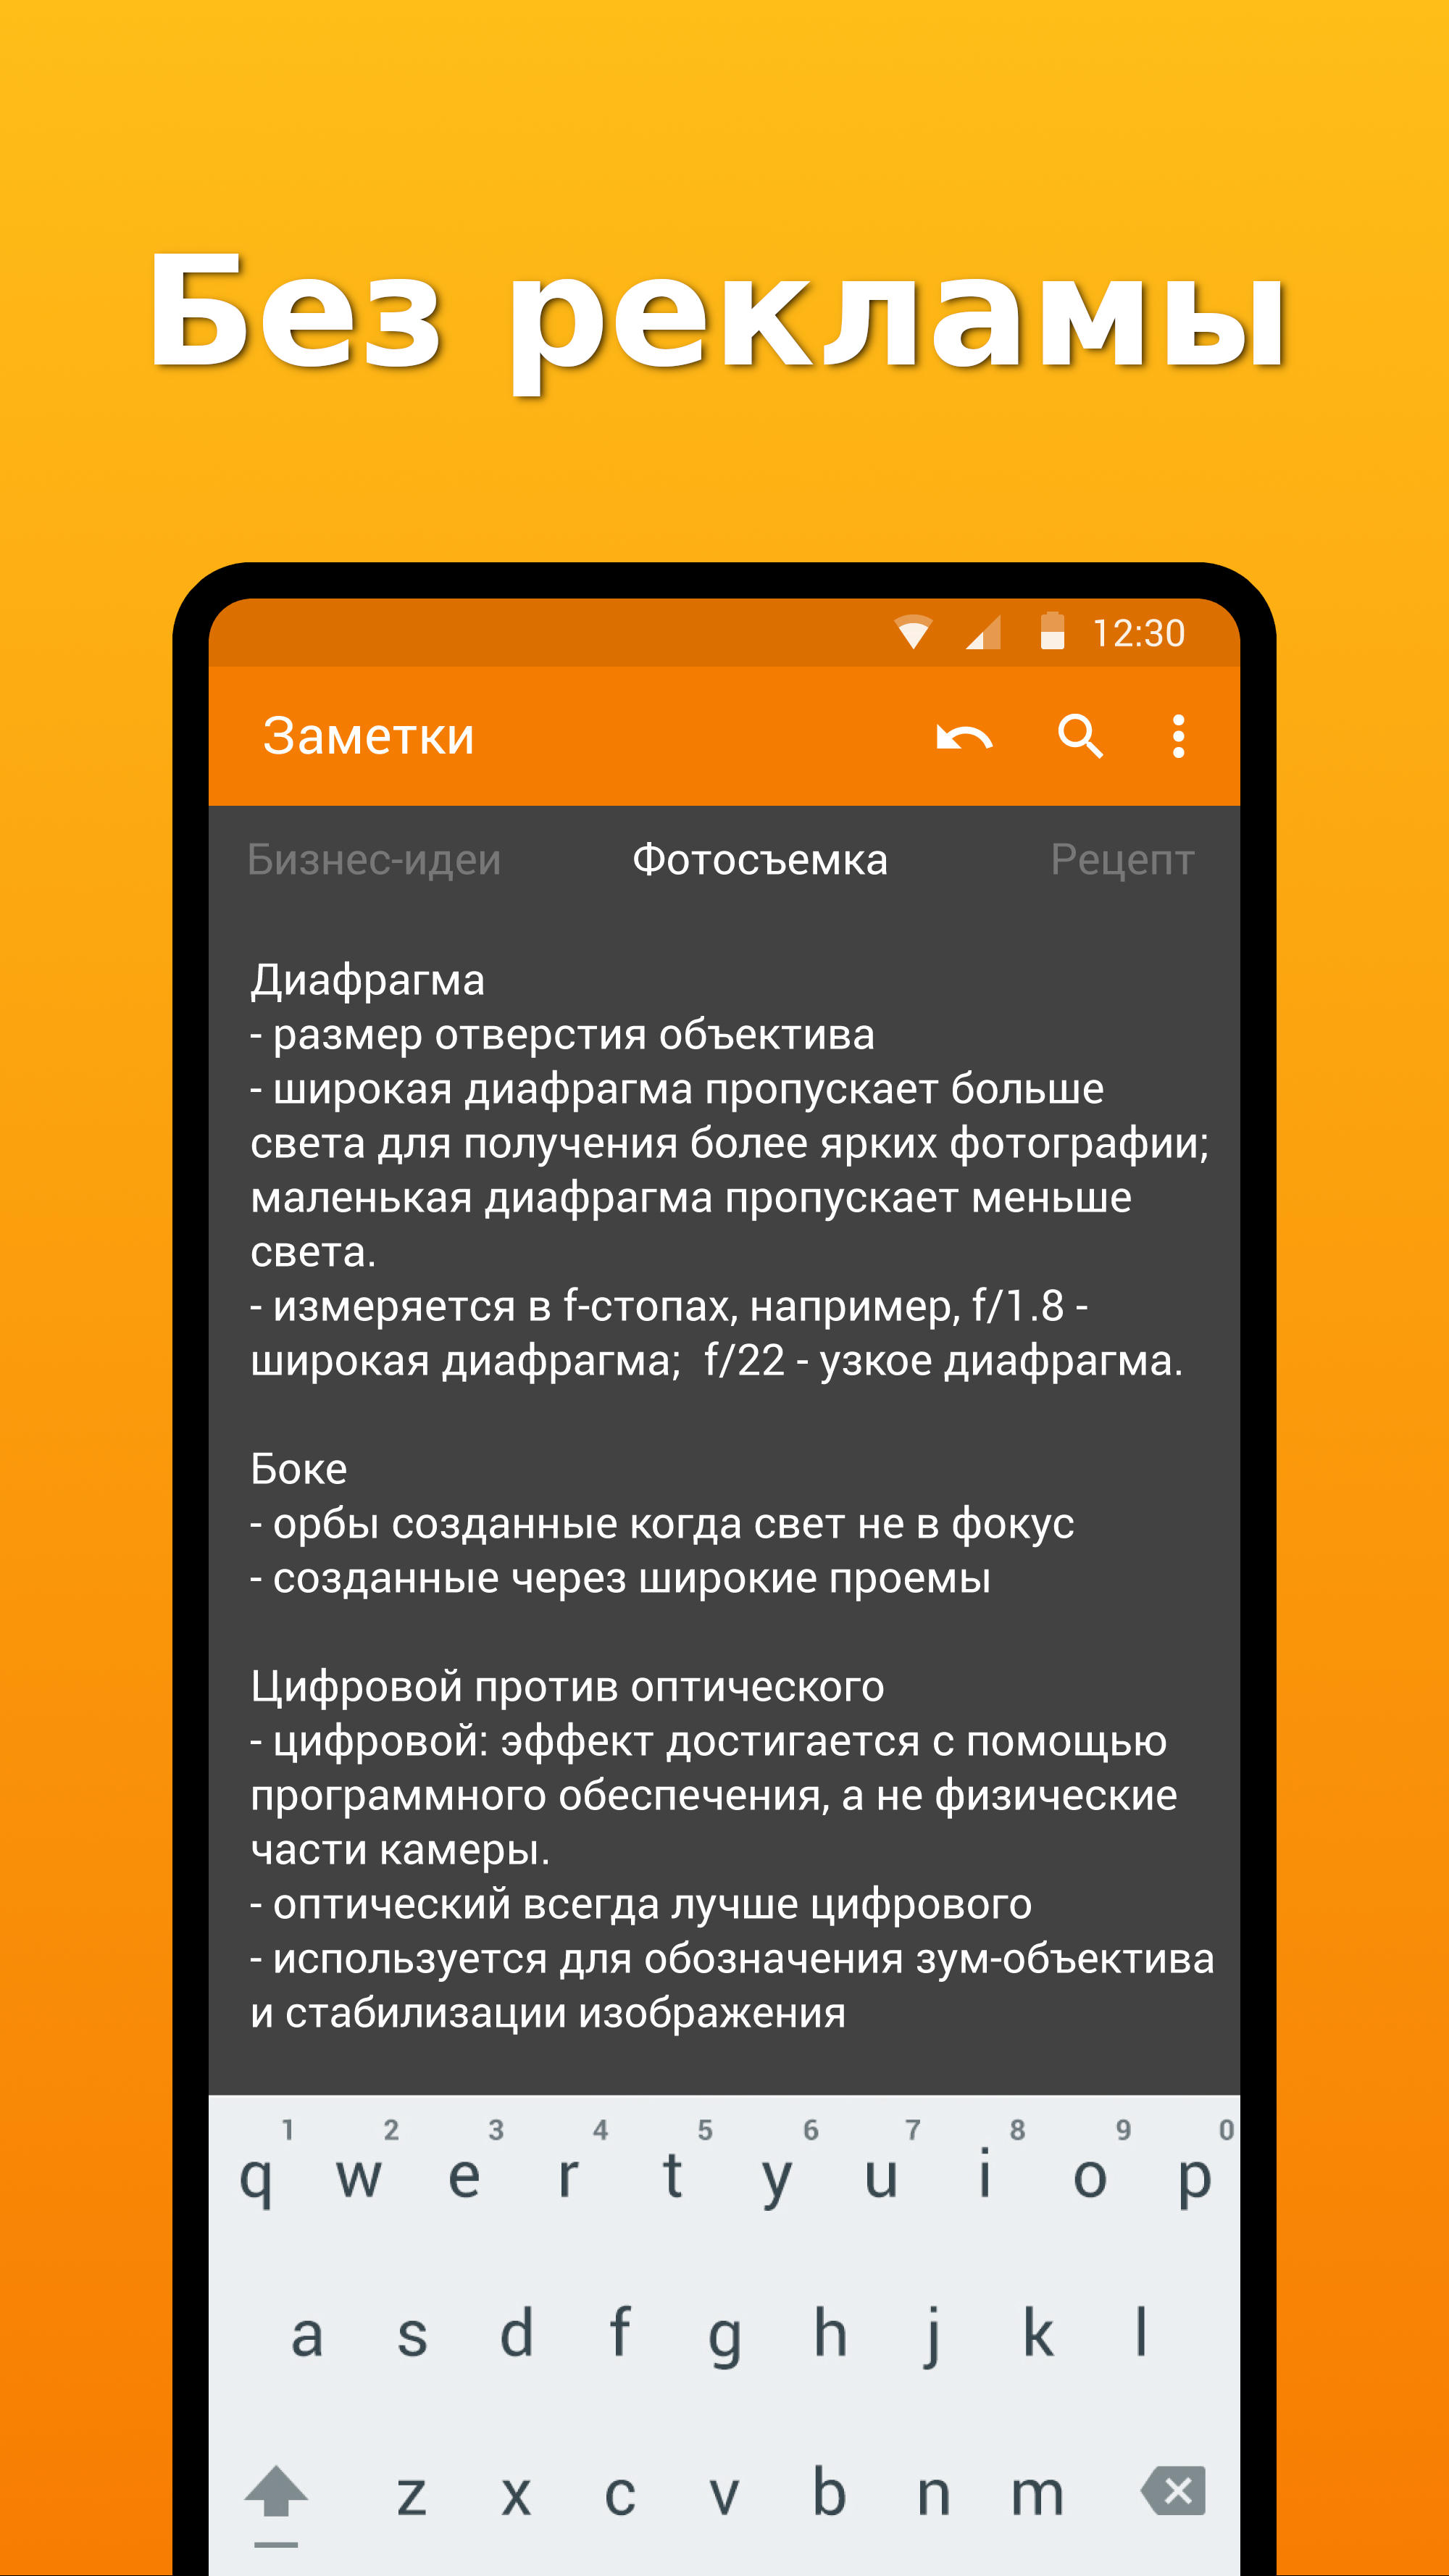 Без рекламы
12:30
Заметки
Бизнес-идеи Фотосъемка Рецепт
Диафрагма
- размер отверстия объектива
- широкая диафрагма пропускает больше
света для получения более ярких фотографии;
маленькая диафрагма пропускает меньше
света.
- измеряется в f-стопах, например, f/1.8 -
широкая диафрагма;  f/22 - узкое диафрагма.
Боке
- орбы созданные когда свет не в фокус
- созданные через широкие проемы
Цифровой против оптического
- цифровой: эффект достигается с помощью
программного обеспечения, а не физические
части камеры.
- оптический всегда лучше цифрового
- используется для обозначения зум-объектива
и стабилизации изображения
1 2 3 4 5 6 7 8 9 0
q w e r t y u i o p
a s d f g h j k l
z x c v b n m